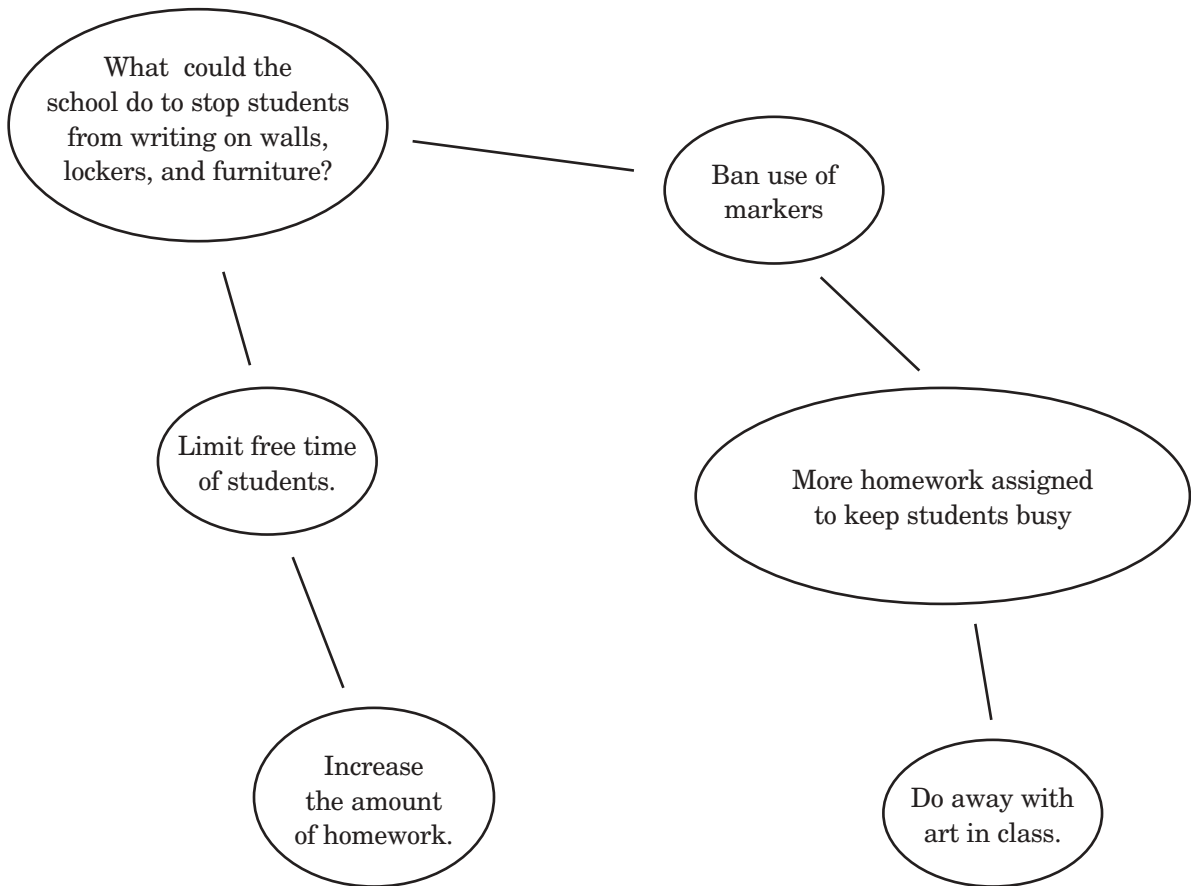 What could the
school do to stop students
from writing on walls,
lockers, and furniture?
Ban use of
markers
Limit free time
of students.
More homework assigned
to keep students busy
Increase
the amount
of homework.
Do away with
art in class.